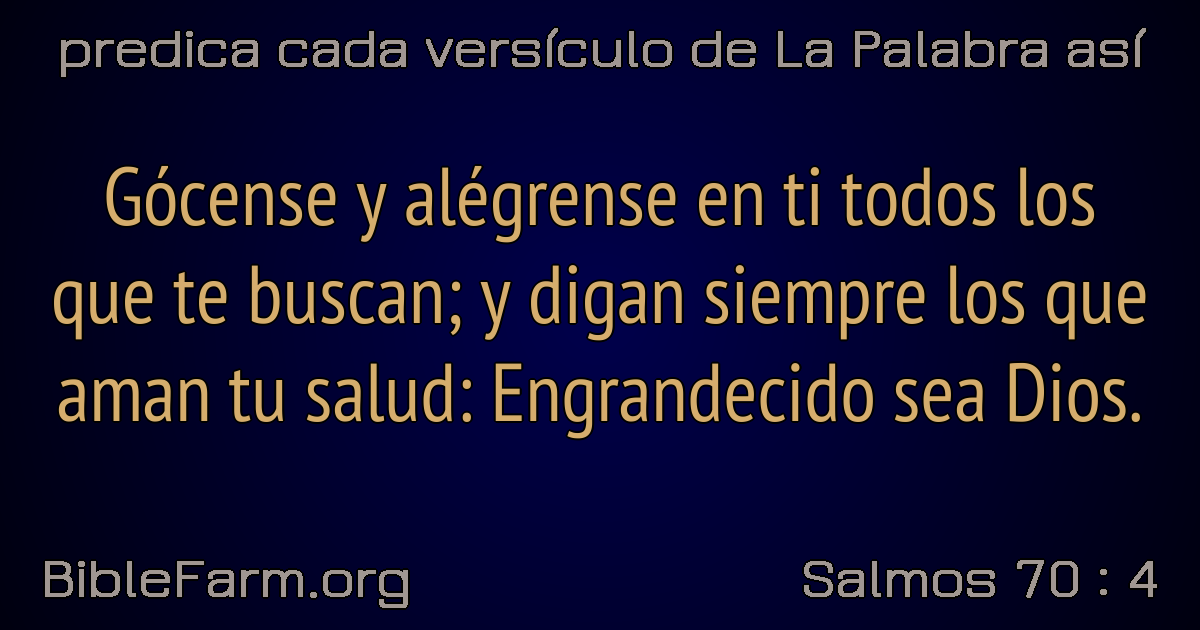 predica cada versículo de La Palabra así
Gócense y alégrense en ti todos los
que te buscan; y digan siempre los que
aman tu salud: Engrandecido sea Dios.
BibleFarm.org
Salmos 70 : 4